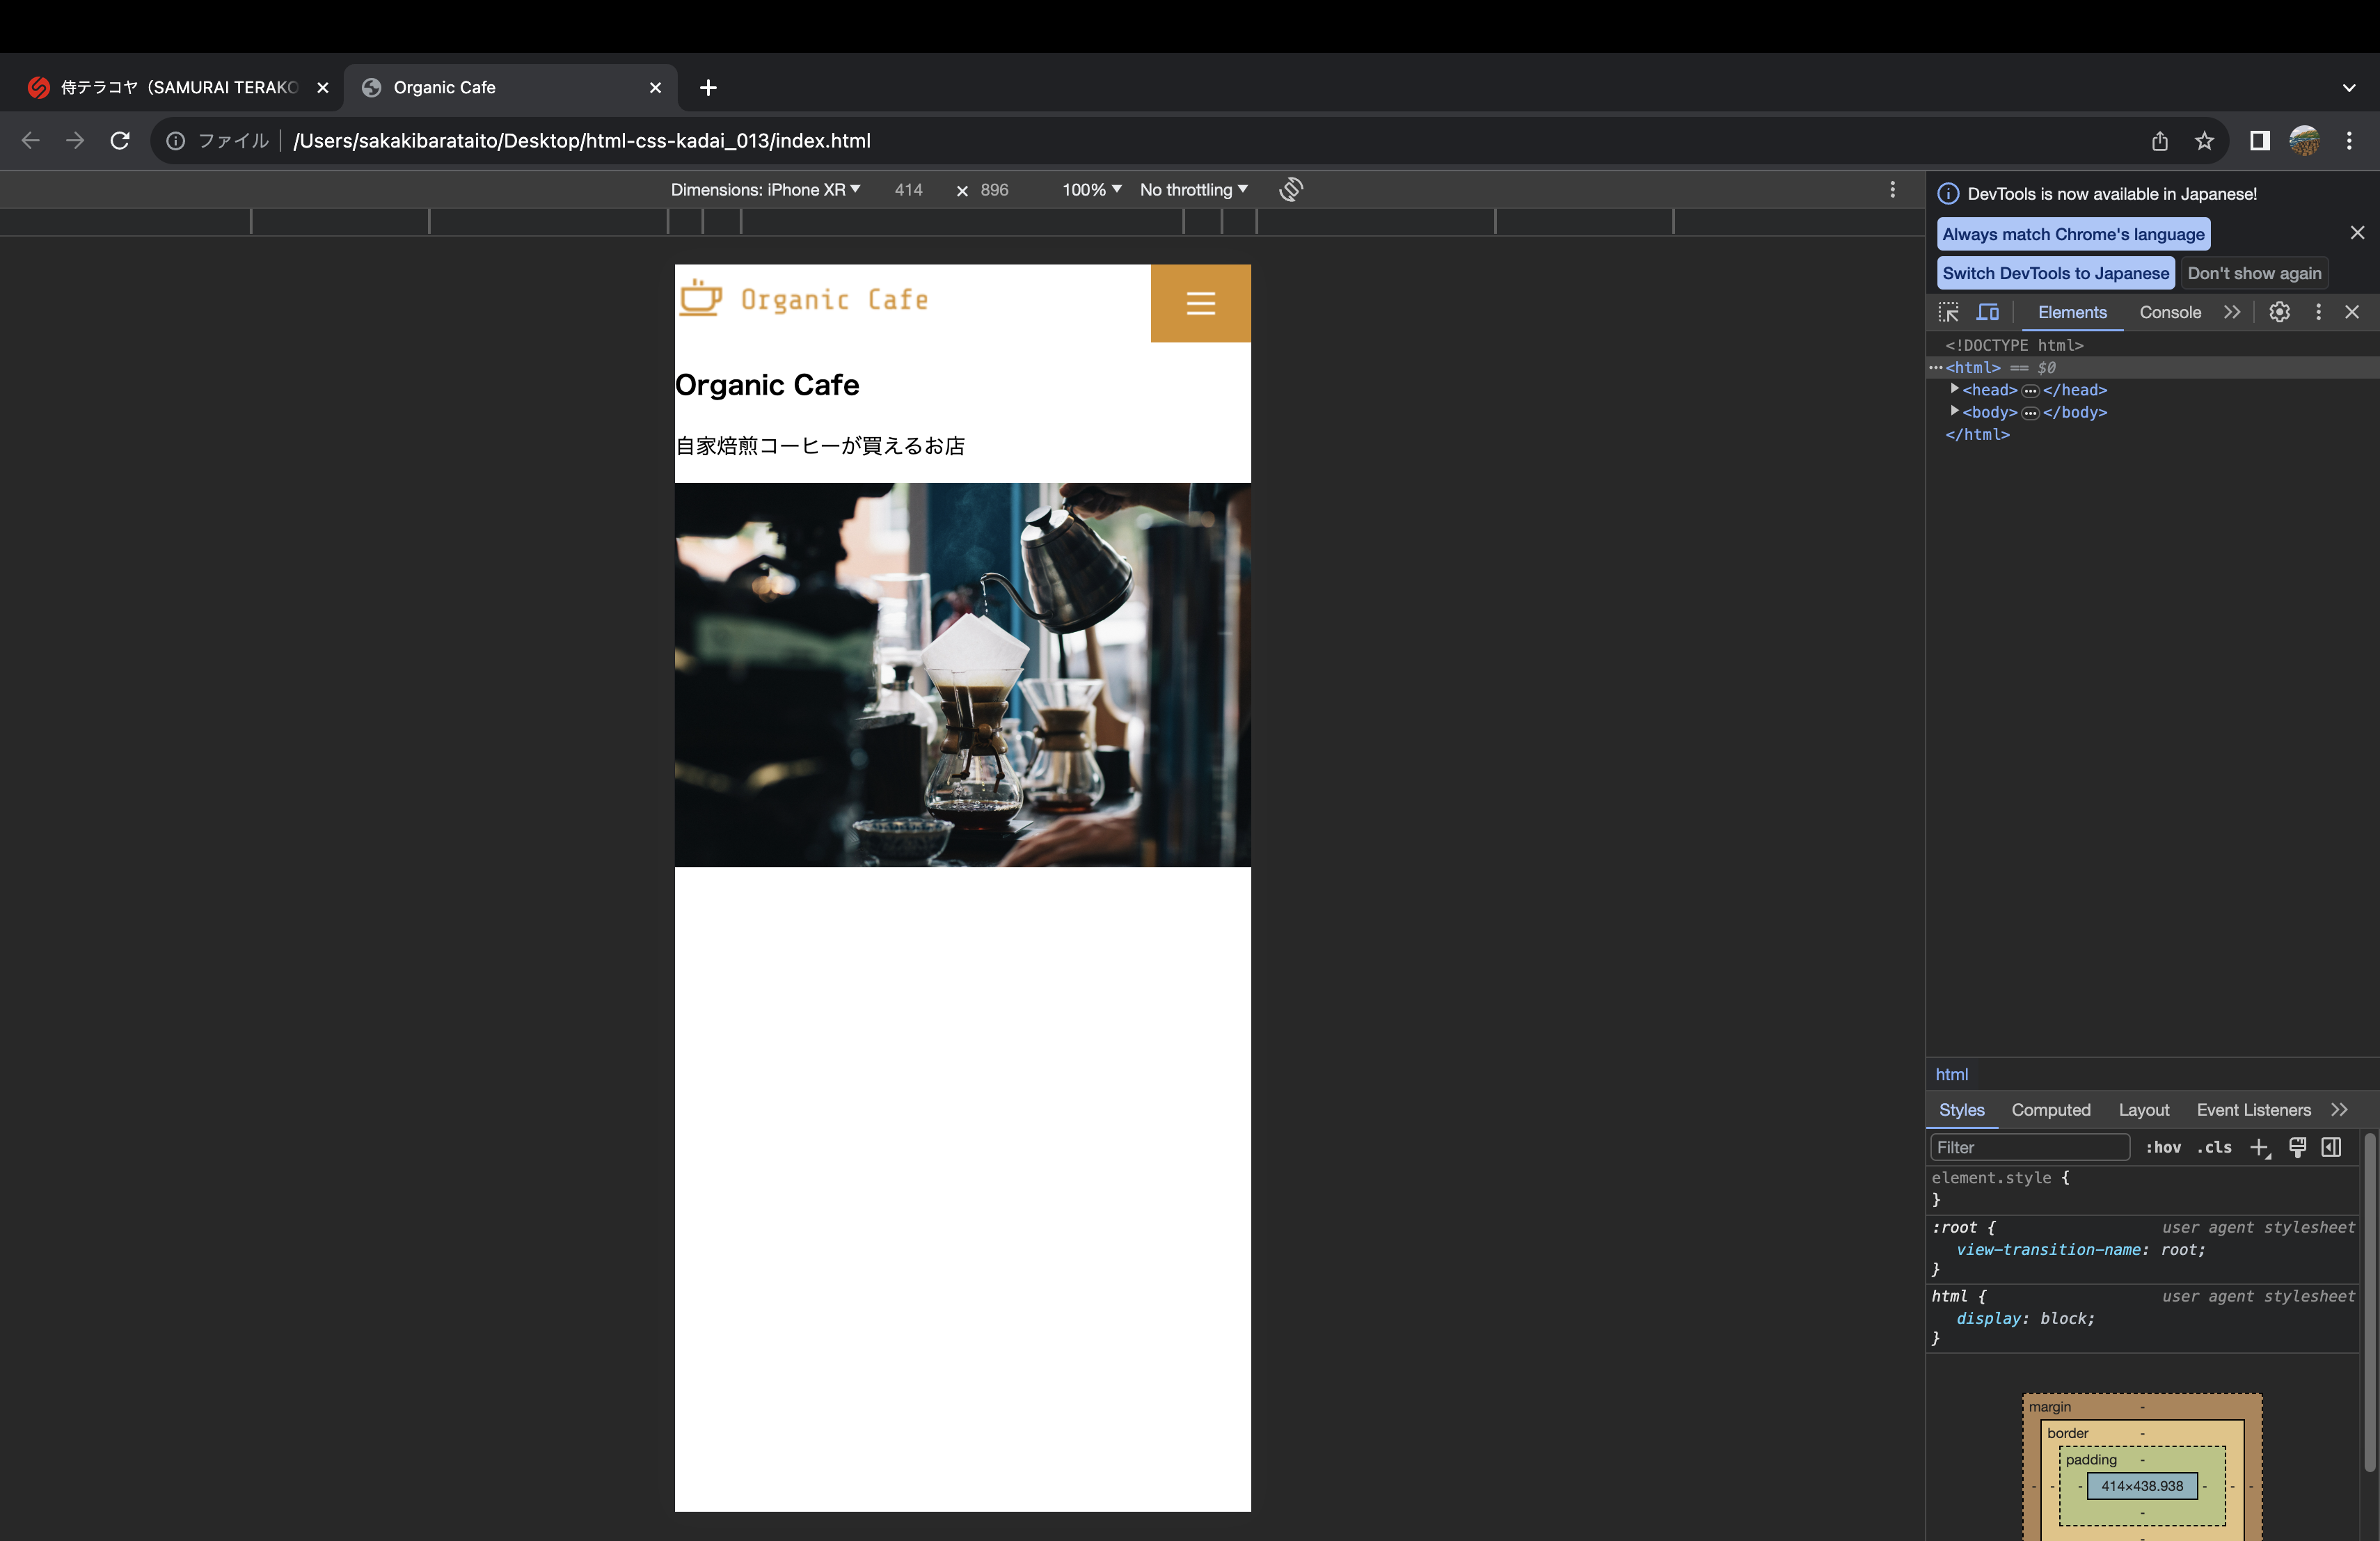 侍テラコヤ（SAMURAI TERAKO
Organic Cafe
ファイル
/Users/sakakibarataito/Desktop/html-css-kadai_013/index.html
Dimensions: iPhone XR ▼ 414 × 896 100% ▼ No throttling ▼
DevTools is now available in Japanese!
Always match Chrome's language
Switch DevTools to Japanese
Don't show again
Elements
Console
Organic Cafe
Organic Cafe
自家焙煎コーヒーが買えるお店
<!DOCTYPE html>
<html> == $0
<head> … </head>
<body> … </body>
</html>
html
Styles
Computed
Layout
Event Listeners
Filter
:hov
.cls
element.style {
}
:root {
user agent stylesheet
view-transition-name: root;
}
html {
user agent stylesheet
display: block;
}
margin -
border -
padding -
- - - 414×438.938 - - -
-
-